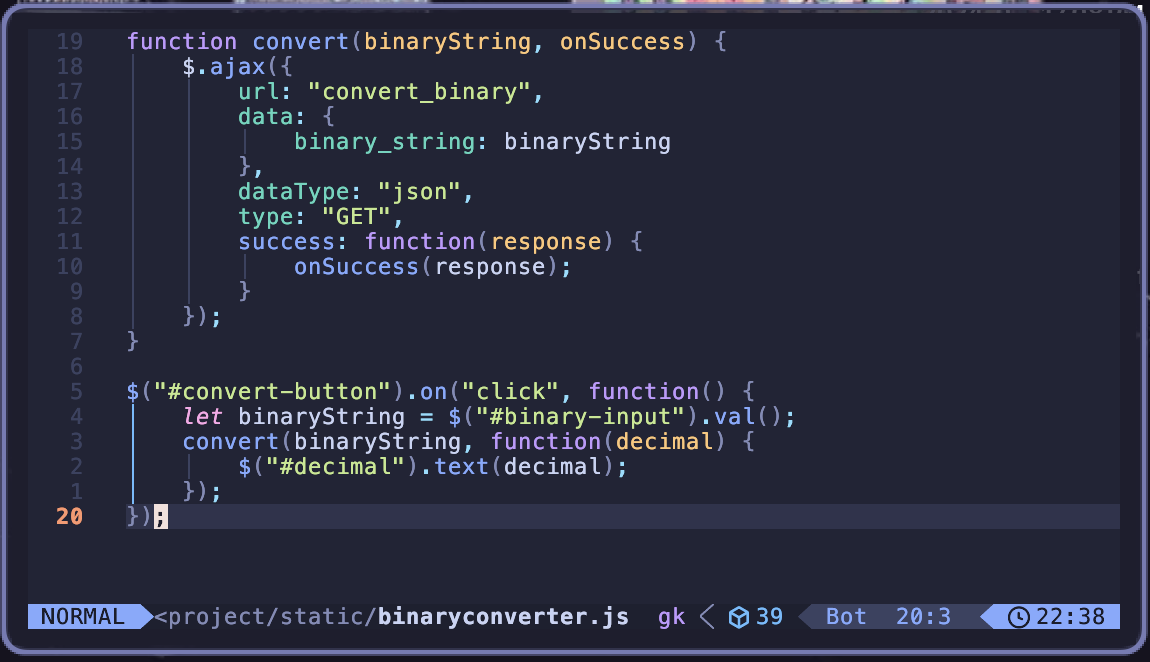 19 function convert(binaryString, onSuccess) {
18     $.ajax({
17         url: "convert_binary",
16         data: {
15             binary_string: binaryString
14         },
13         dataType: "json",
12         type: "GET",
11         success: function(response) {
10             onSuccess(response);
9         }
8     });
7 }
6
5 $("#convert-button").on("click", function() {
4     let binaryString = $("#binary-input").val();
3     convert(binaryString, function(decimal) {
2         $("#decimal").text(decimal);
1     });
20 });
NORMAL <project/static/binaryconverter.js gk 39 Bot 20:3 22:38